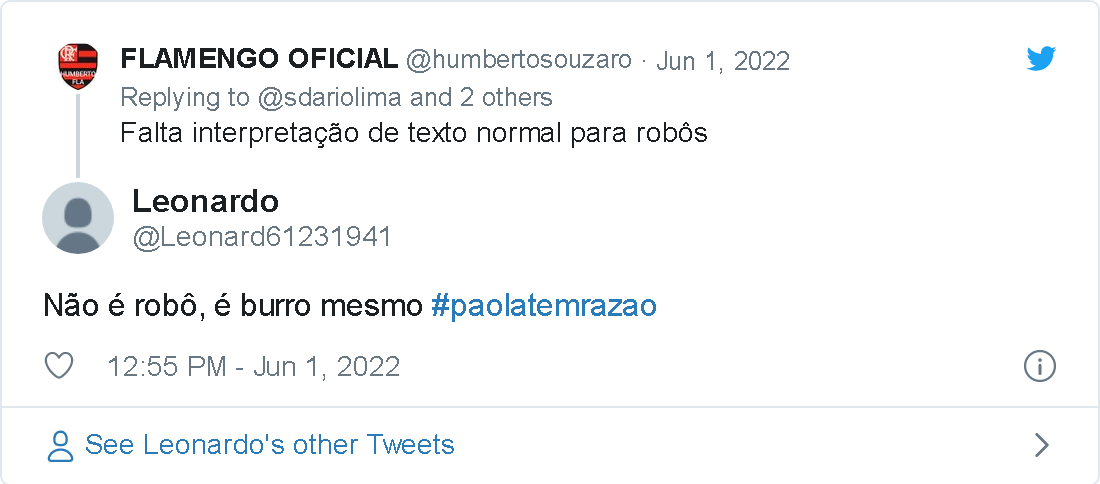 FLAMENGO OFICIAL @humbertosouzaro · Jun 1, 2022
HUMBERTO
FLA
Replying to @sdariolima and 2 others
Falta interpretação de texto normal para robôs
Leonardo
@Leonard61231941
Não é robô, é burro mesmo #paolatemrazao
12:55 PM - Jun 1, 2022
See Leonardo's other Tweets